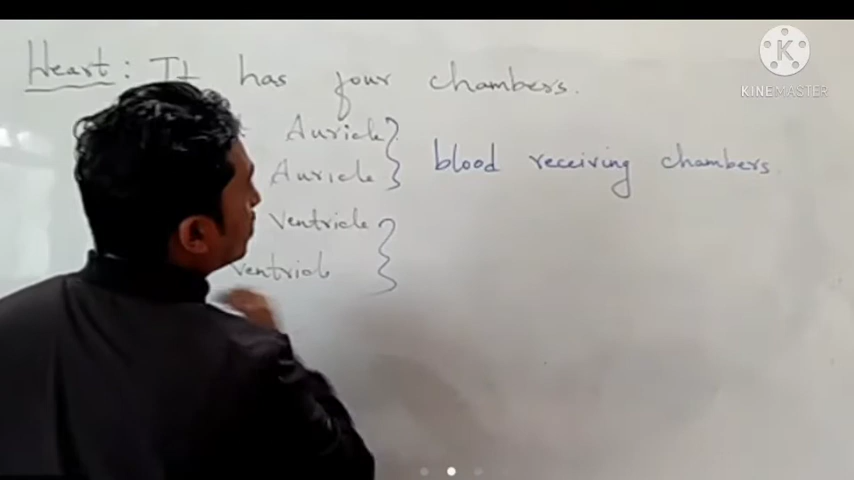 Heart: It has four chambers.
Auricle
Auricle
blood receiving chambers
Ventricle
Ventricle
KINEMASTER